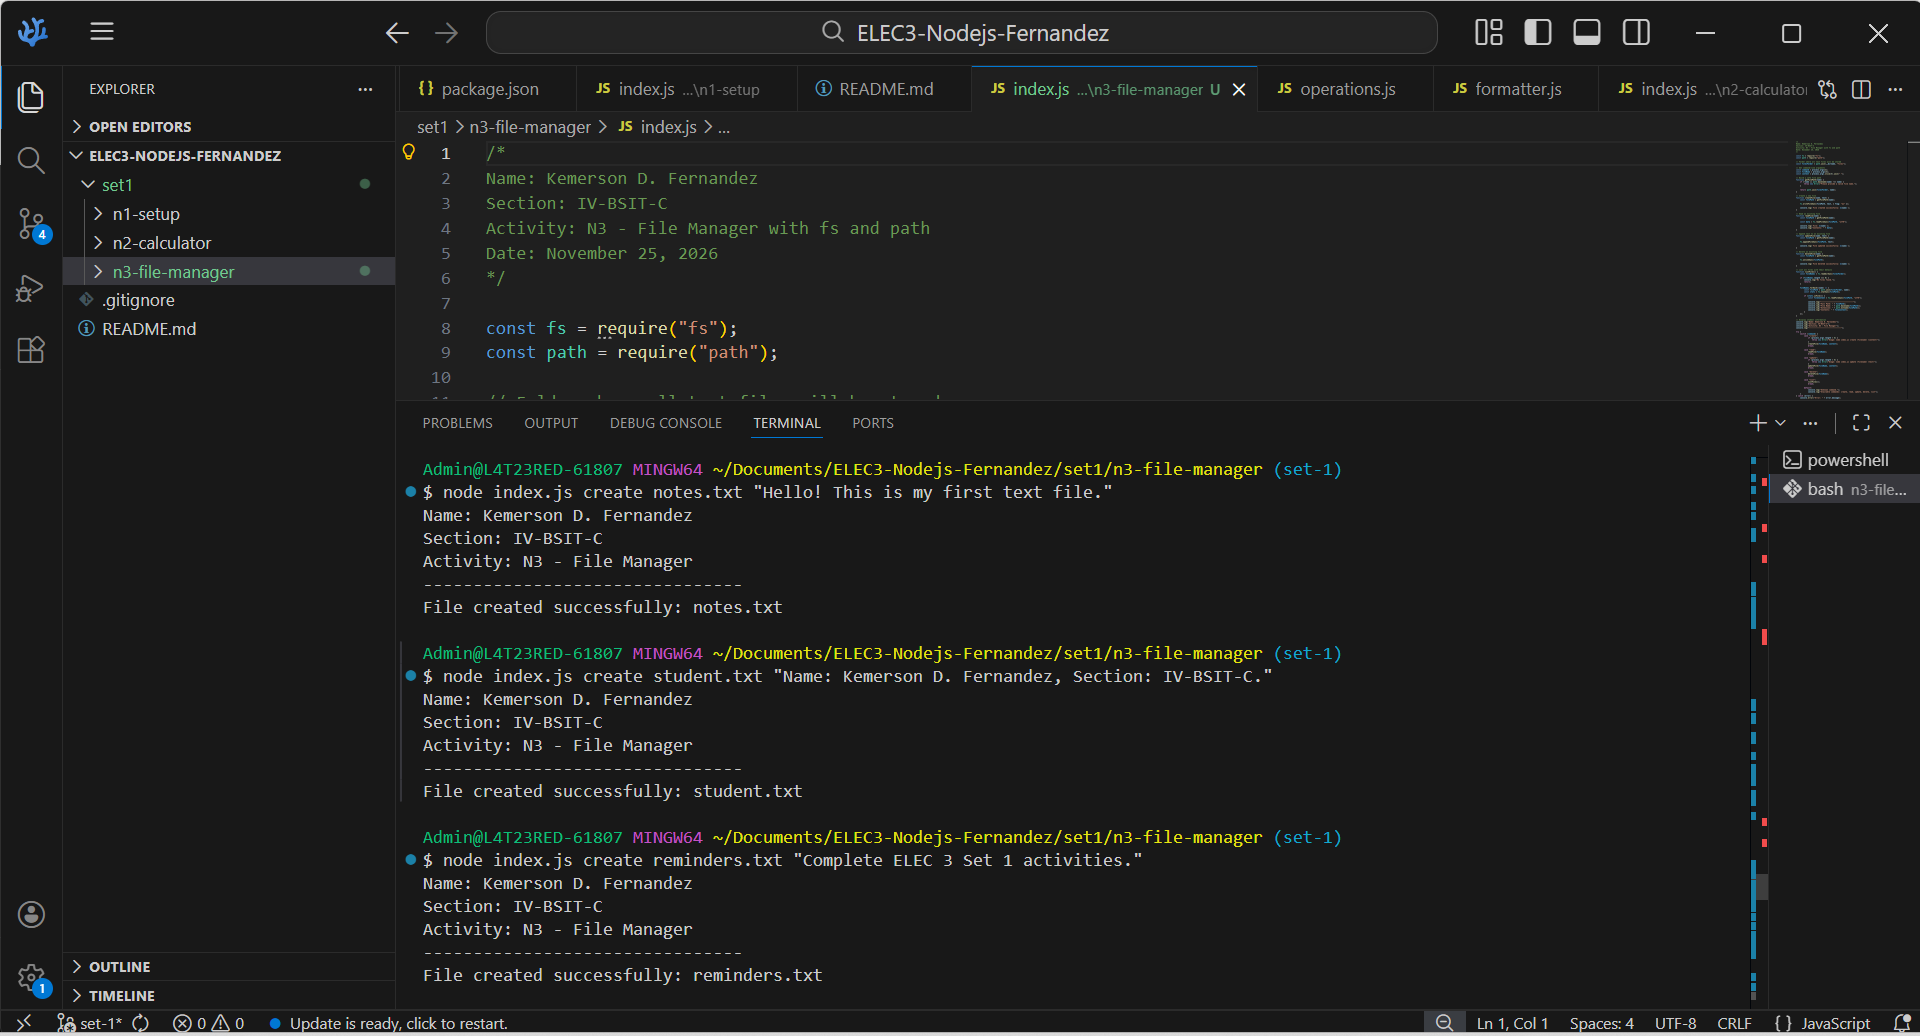 ELEC3-Nodejs-Fernandez
EXPLORER
OPEN EDITORS
ELEC3-NODEJS-FERNANDEZ
set1
n1-setup
n2-calculator
n3-file-manager
.gitignore
README.md
OUTLINE
TIMELINE
4
1
{} package.json
JS index.js ...\n1-setup
README.md
JS index.js ...\n3-file-manager U
JS operations.js
JS formatter.js
JS index.js ...\n2-calculator
set1 > n3-file-manager > JS index.js > ...
1 /*
2 Name: Kemerson D. Fernandez
3 Section: IV-BSIT-C
4 Activity: N3 - File Manager with fs and path
5 Date: November 25, 2026
6 */
7
8 const fs = require("fs");
9 const path = require("path");
10
PROBLEMS OUTPUT DEBUG CONSOLE TERMINAL PORTS
powershell
bash n3-file...
Admin@L4T23RED-61807 MINGW64 ~/Documents/ELEC3-Nodejs-Fernandez/set1/n3-file-manager (set-1)
$ node index.js create notes.txt "Hello! This is my first text file."
Name: Kemerson D. Fernandez
Section: IV-BSIT-C
Activity: N3 - File Manager
--------------------------------
File created successfully: notes.txt
Admin@L4T23RED-61807 MINGW64 ~/Documents/ELEC3-Nodejs-Fernandez/set1/n3-file-manager (set-1)
$ node index.js create student.txt "Name: Kemerson D. Fernandez, Section: IV-BSIT-C."
Name: Kemerson D. Fernandez
Section: IV-BSIT-C
Activity: N3 - File Manager
--------------------------------
File created successfully: student.txt
Admin@L4T23RED-61807 MINGW64 ~/Documents/ELEC3-Nodejs-Fernandez/set1/n3-file-manager (set-1)
$ node index.js create reminders.txt "Complete ELEC 3 Set 1 activities."
Name: Kemerson D. Fernandez
Section: IV-BSIT-C
Activity: N3 - File Manager
--------------------------------
File created successfully: reminders.txt
set-1* 0 0 Update is ready, click to restart. Ln 1, Col 1 Spaces: 4 UTF-8 CRLF {} JavaScript